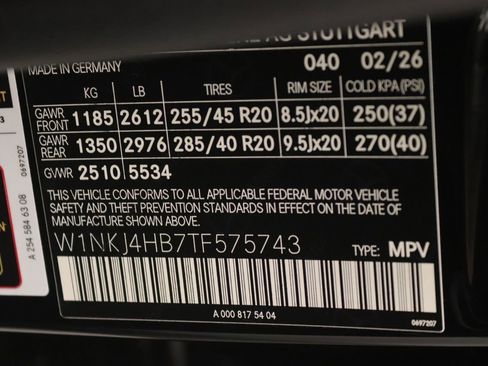 AG STUTTGART
MADE IN GERMANY 040 02/26
KG LB TIRES RIM SIZE COLD KPA (PSI)
GAWR FRONT 1185 2612 255/45 R20 8.5Jx20 250(37)
GAWR REAR 1350 2976 285/40 R20 9.5Jx20 270(40)
GVWR 2510 5534
THIS VEHICLE CONFORMS TO ALL APPLICABLE FEDERAL MOTOR VEHICLE
SAFETY AND THEFT PREVENTION STANDARDS IN EFFECT ON THE DATE OF
MANUFACTURE SHOWN ABOVE.
W1NKJ4HB7TF575743 TYPE: MPV
A 000 817 54 04
0697207
0697207
A 254 584 63 08